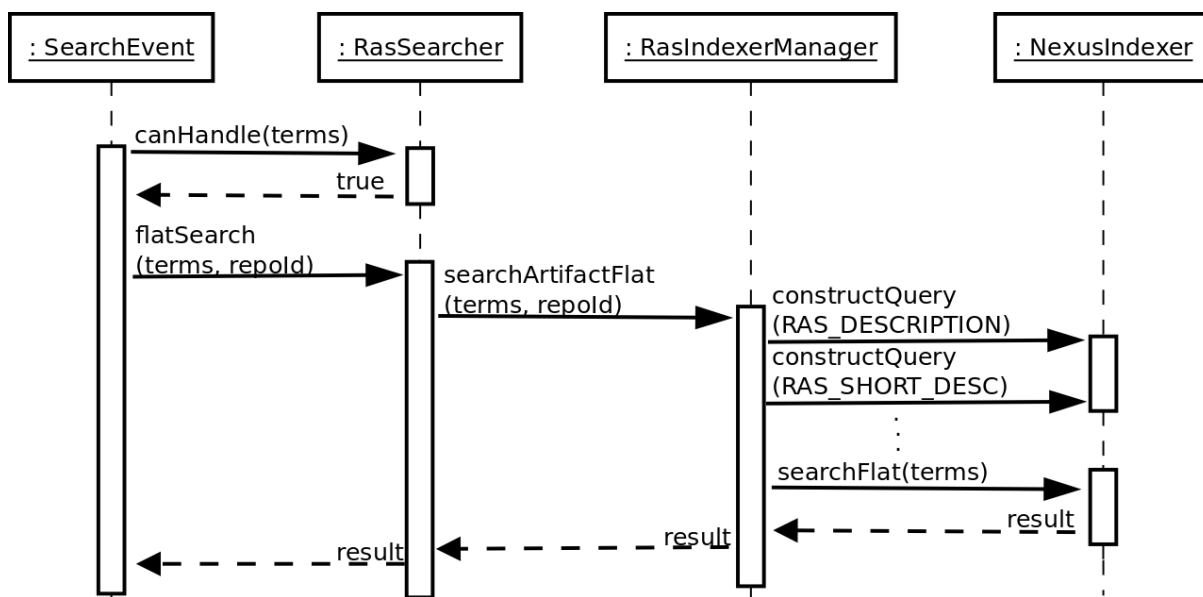 : SearchEvent
: RasSearcher
: RasIndexerManager
: NexusIndexer
canHandle(terms)
true
flatSearch
(terms, repoId)
searchArtifactFlat
(terms, repoId)
constructQuery
(RAS_DESCRIPTION)
constructQuery
(RAS_SHORT_DESC)
searchFlat(terms)
result
result
result